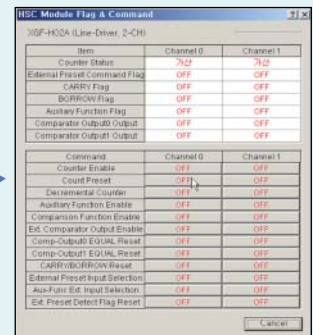 HSC Module Flag & Command
XGF-HO2A (Line-Driver, 2-CH)
Item Channel 0 Channel 1
Counter Status 가산 가산
External Preset Command Flag OFF OFF
CARRY Flag OFF OFF
BORROW Flag OFF OFF
Auxiliary Function Flag OFF OFF
Comparator Output0 Output OFF OFF
Comparator Output1 Output OFF OFF
Command Channel 0 Channel 1
Counter Enable OFF OFF
Count Preset OFF OFF
Decremental Counter OFF OFF
Auxiliary Function Enable OFF OFF
Comparison Function Enable OFF OFF
Ext. Comparator Output Enable OFF OFF
Comp-Output0 EQUAL Reset OFF OFF
Comp-Output1 EQUAL Reset OFF OFF
CARRY/BORROW Reset OFF OFF
External Preset Input Selection OFF OFF
Aux-Func Ext. Input Selection OFF OFF
Ext. Preset Detect Flag Reset OFF OFF
Cancel